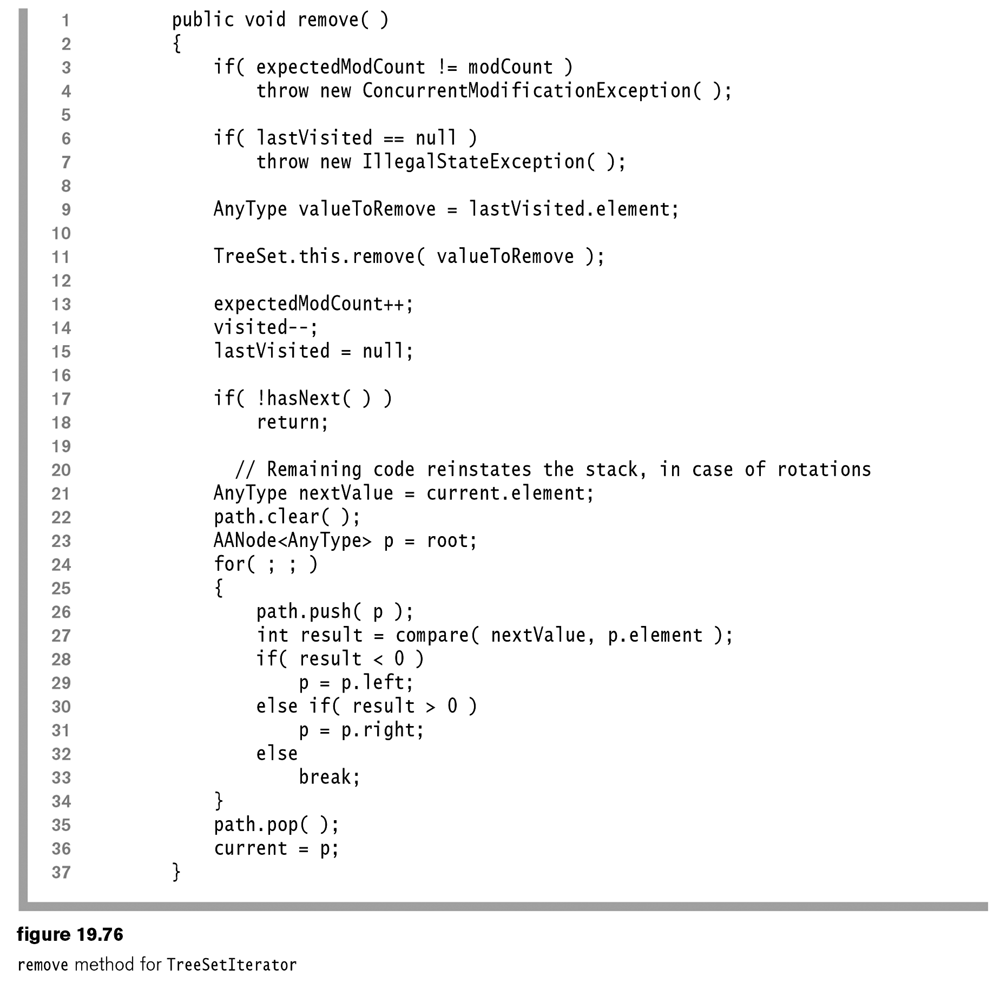 1 public void remove( )
2 {
3 if( expectedModCount != modCount )
4 throw new ConcurrentModificationException( );
5
6 if( lastVisited == null )
7 throw new IllegalStateException( );
8
9 AnyType valueToRemove = lastVisited.element;
10
11 TreeSet.this.remove( valueToRemove );
12
13 expectedModCount++;
14 visited--;
15 lastVisited = null;
16
17 if( !hasNext( ) )
18 return;
19
20 // Remaining code reinstates the stack, in case of rotations
21 AnyType nextValue = current.element;
22 path.clear( );
23 AANode<AnyType> p = root;
24 for( ; ; )
25 {
26 path.push( p );
27 int result = compare( nextValue, p.element );
28 if( result < 0 )
29 p = p.left;
30 else if( result > 0 )
31 p = p.right;
32 else
33 break;
34 }
35 path.pop( );
36 current = p;
37 }
figure 19.76
remove method for TreeSetIterator